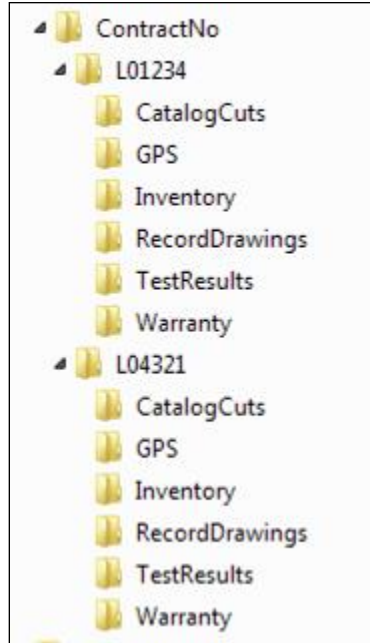 ContractNo
L01234
CatalogCuts
GPS
Inventory
RecordDrawings
TestResults
Warranty
L04321
CatalogCuts
GPS
Inventory
RecordDrawings
TestResults
Warranty